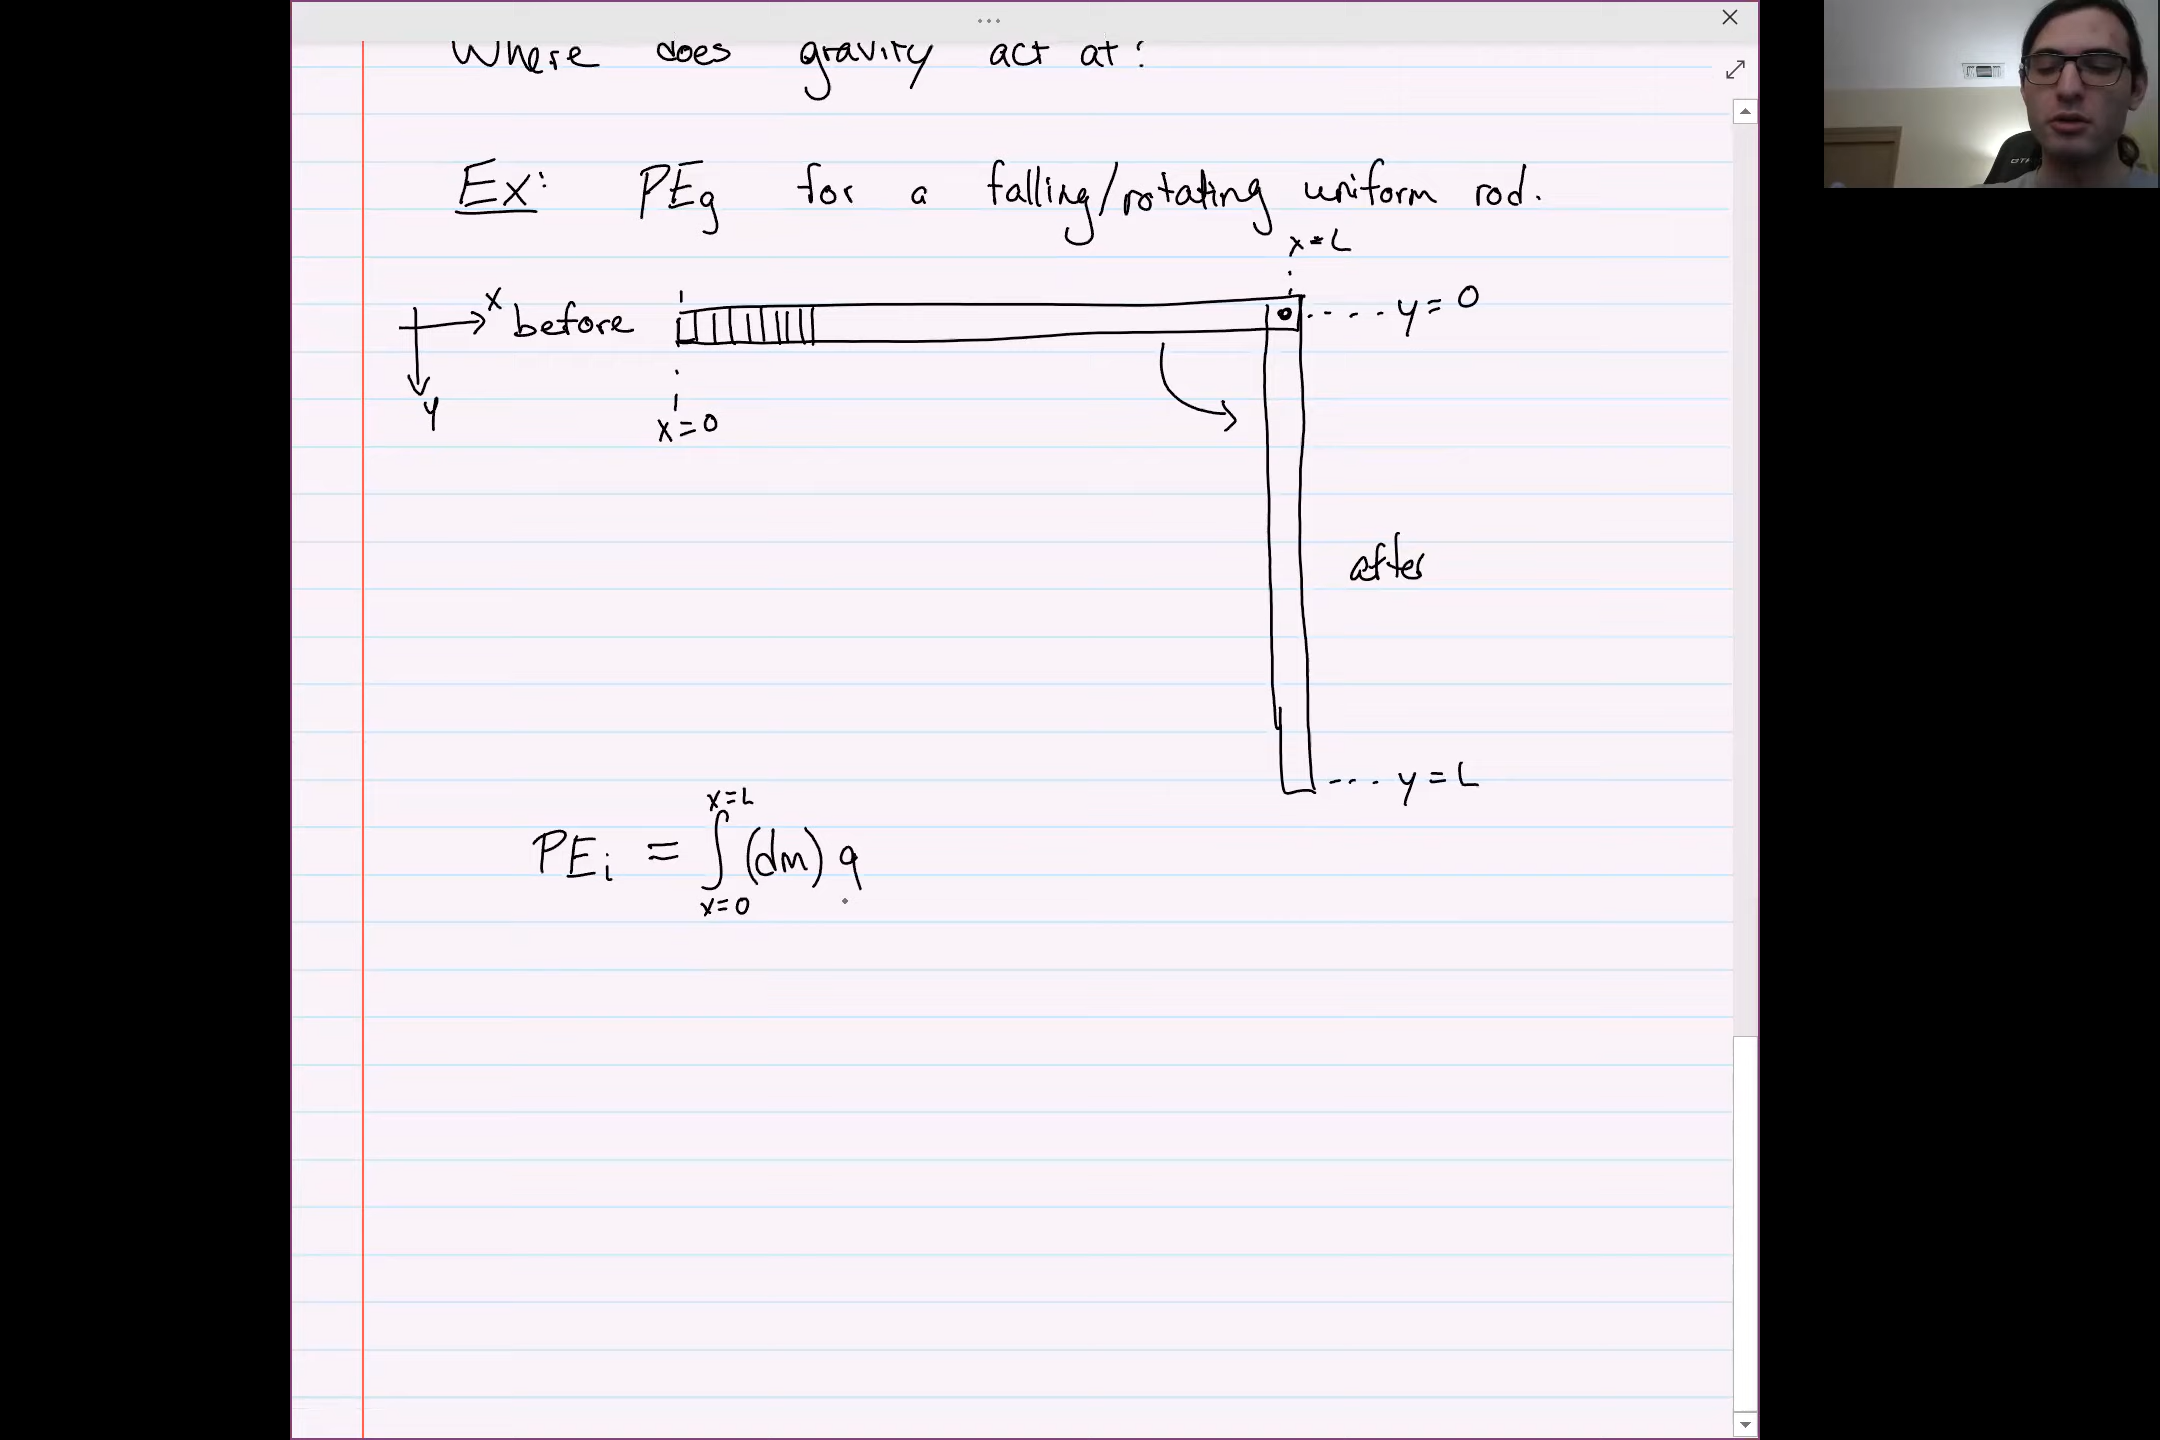 Where does gravity act at?
Ex: PEg for a falling/rotating uniform rod.
x=L
x before
y=0
y
x=0
after
y=L
x=L
PEi = ∫(dm) g
x=0